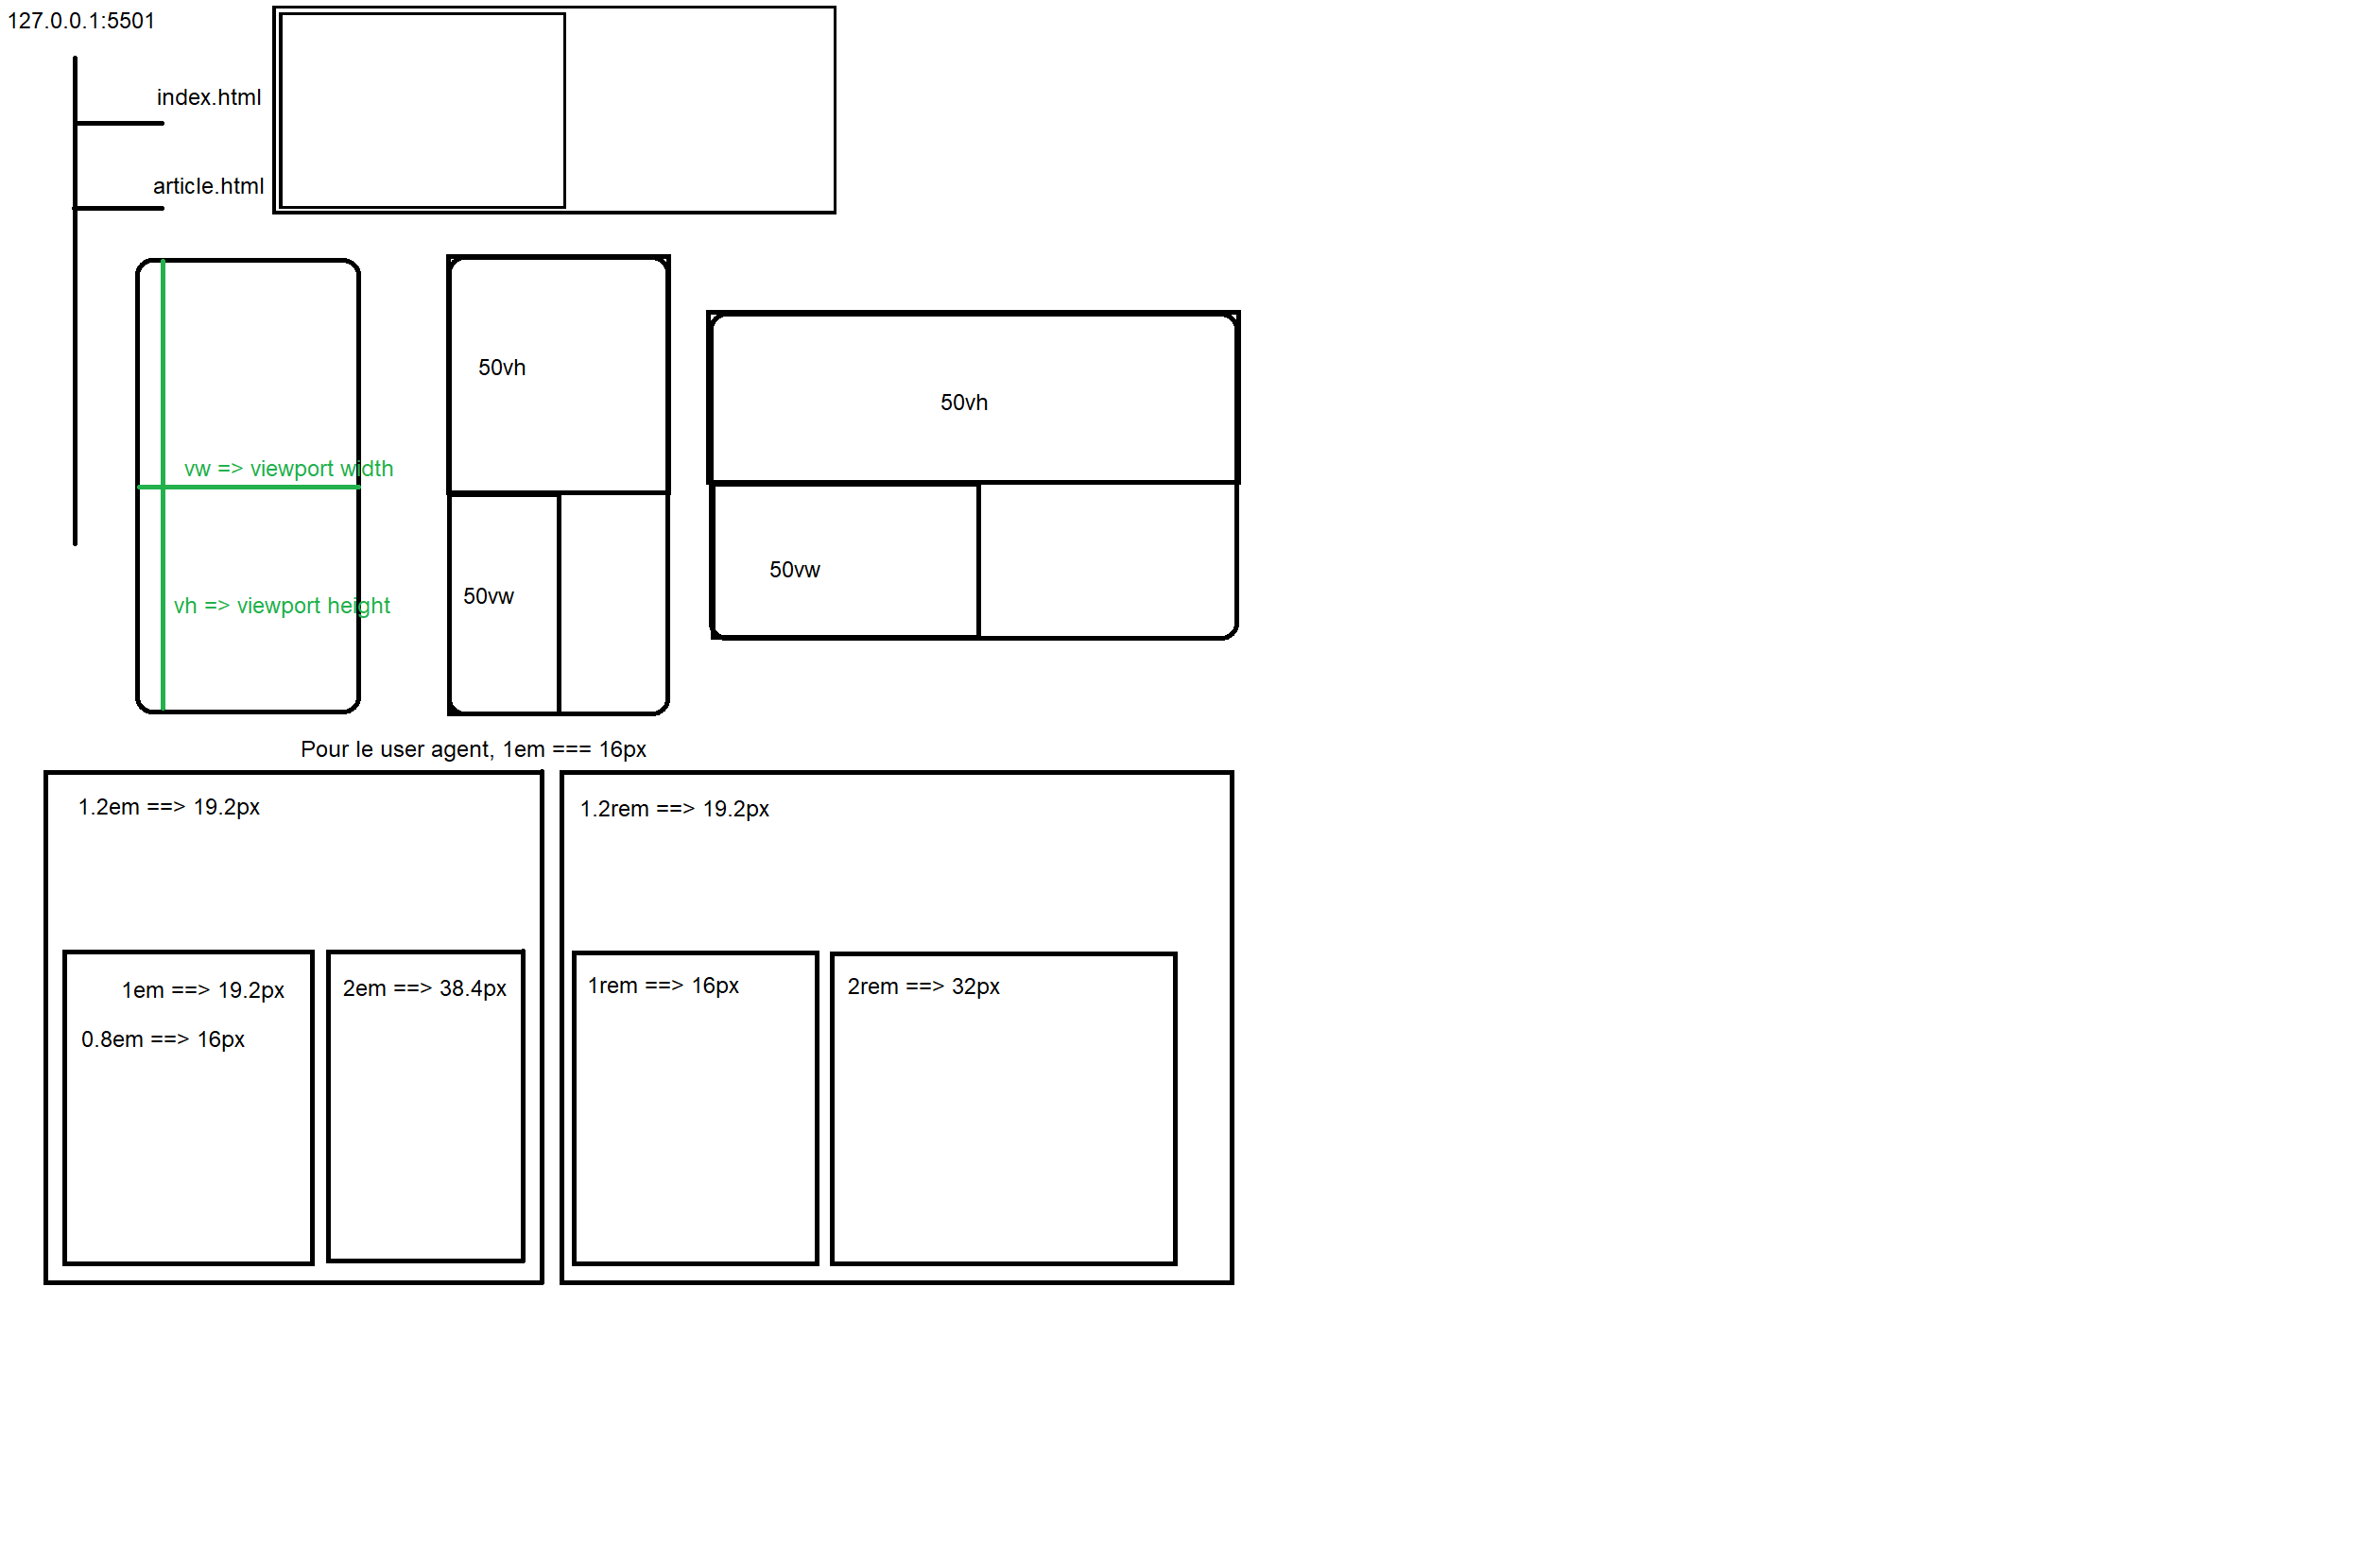 127.0.0.1:5501
index.html
article.html
vw => viewport width
vh => viewport height
50vh
50vw
50vh
50vw
Pour le user agent, 1em === 16px
1.2em ==> 19.2px
1em ==> 19.2px
0.8em ==> 16px
2em ==> 38.4px
1.2rem ==> 19.2px
1rem ==> 16px
2rem ==> 32px